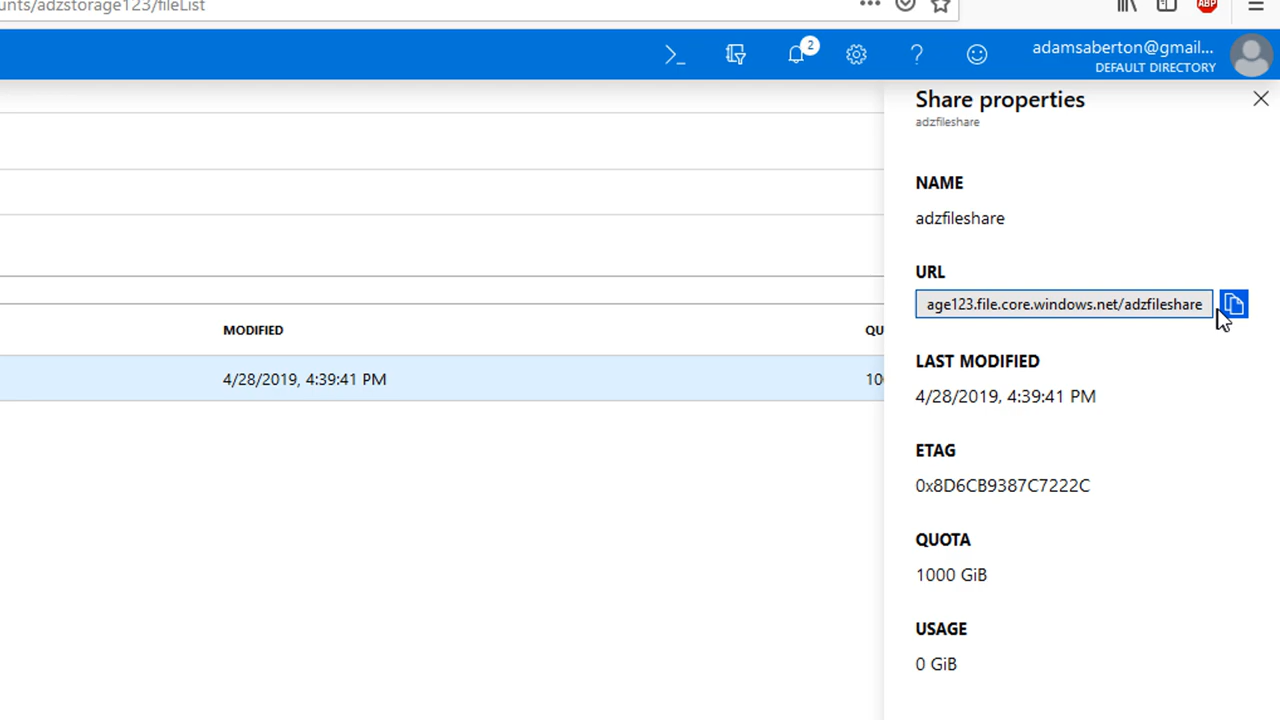 unts/adzstorage123/fileList
ABP
2
adamsaberton@gmail...
DEFAULT DIRECTORY
Share properties
adzfileshare
NAME
adzfileshare
URL
age123.file.core.windows.net/adzfileshare
MODIFIED
QU
4/28/2019, 4:39:41 PM
10
LAST MODIFIED
4/28/2019, 4:39:41 PM
ETAG
0x8D6CB9387C7222C
QUOTA
1000 GiB
USAGE
0 GiB